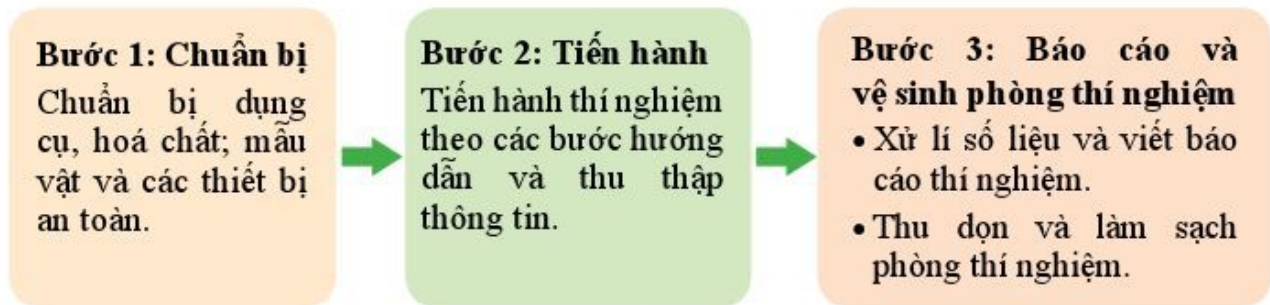 Bước 1: Chuẩn bị
Chuẩn bị dụng
cụ, hoá chất; mẫu
vật và các thiết bị
an toàn.
Bước 2: Tiến hành
Tiến hành thí nghiệm
theo các bước hướng
dẫn và thu thập
thông tin.
Bước 3: Báo cáo và
vệ sinh phòng thí nghiệm
• Xử lí số liệu và viết báo
cáo thí nghiệm.
• Thu dọn và làm sạch
phòng thí nghiệm.